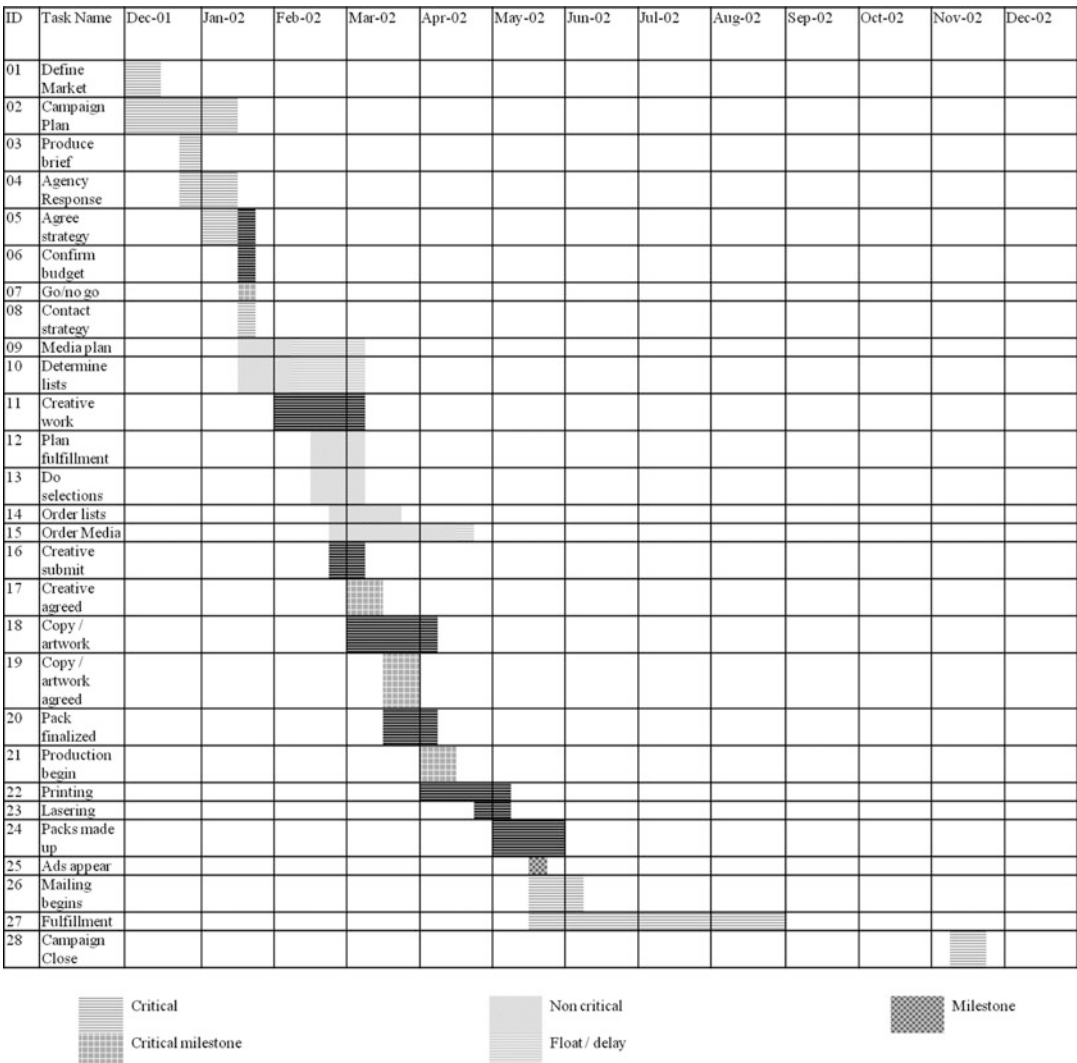 ID Task Name Dec-01 Jan-02 Feb-02 Mar-02 Apr-02 May-02 Jun-02 Jul-02 Aug-02 Sep-02 Oct-02 Nov-02 Dec-02
01 Define
Market
02 Campaign
Plan
03 Produce
brief
04 Agency
Response
05 Agree
strategy
06 Confirm
budget
07 Go/no go
08 Contact
strategy
09 Media plan
10 Determine
lists
11 Creative
work
12 Plan
fulfillment
13 Do
selections
14 Order lists
15 Order Media
16 Creative
submit
17 Creative
agreed
18 Copy /
artwork
19 Copy /
artwork
agreed
20 Pack
finalized
21 Production
begin
22 Printing
23 Lasering
24 Packs made
up
25 Ads appear
26 Mailing
begins
27 Fulfillment
28 Campaign
Close
Critical Non critical Milestone
Critical milestone Float / delay